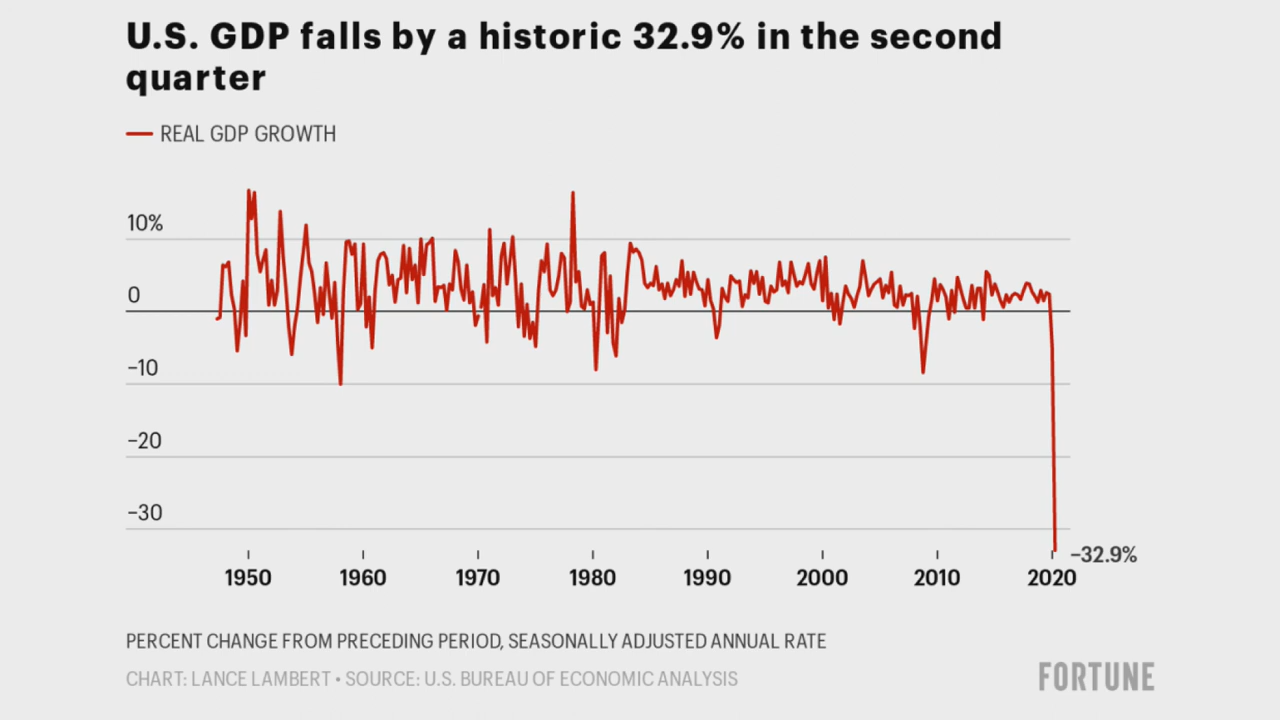 U.S. GDP falls by a historic 32.9% in the second
quarter
REAL GDP GROWTH
10%
0
−10
−20
−30
−32.9%
1950 1960 1970 1980 1990 2000 2010 2020
PERCENT CHANGE FROM PRECEDING PERIOD, SEASONALLY ADJUSTED ANNUAL RATE
CHART: LANCE LAMBERT • SOURCE: U.S. BUREAU OF ECONOMIC ANALYSIS
FORTUNE